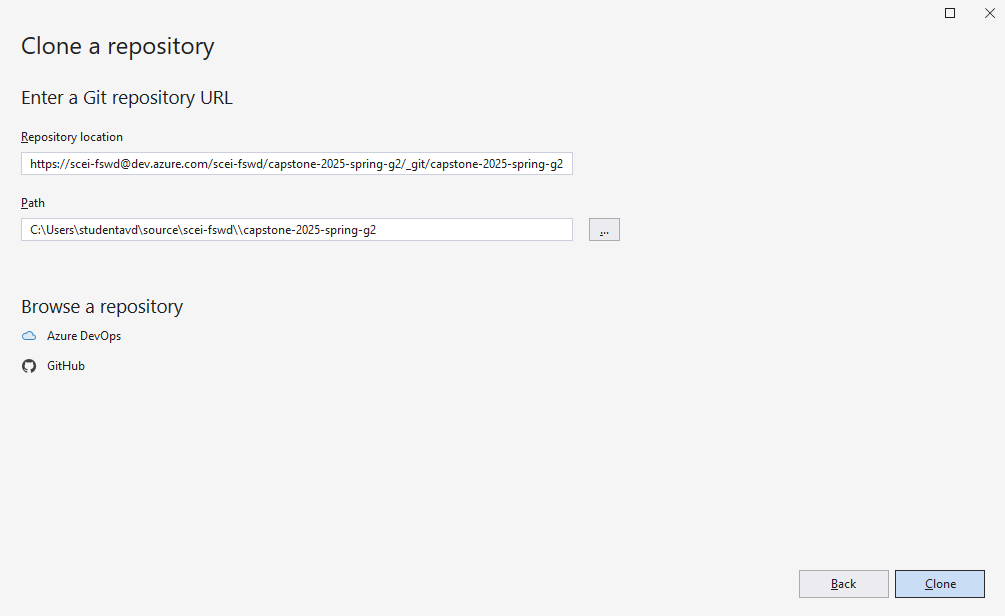 Clone a repository
Enter a Git repository URL
Repository location
https://scei-fswd@dev.azure.com/scei-fswd/capstone-2025-spring-g2/_git/capstone-2025-spring-g2
Path
C:\Users\studentavd\source\scei-fswd\\capstone-2025-spring-g2
...
Browse a repository
Azure DevOps
GitHub
Back
Clone